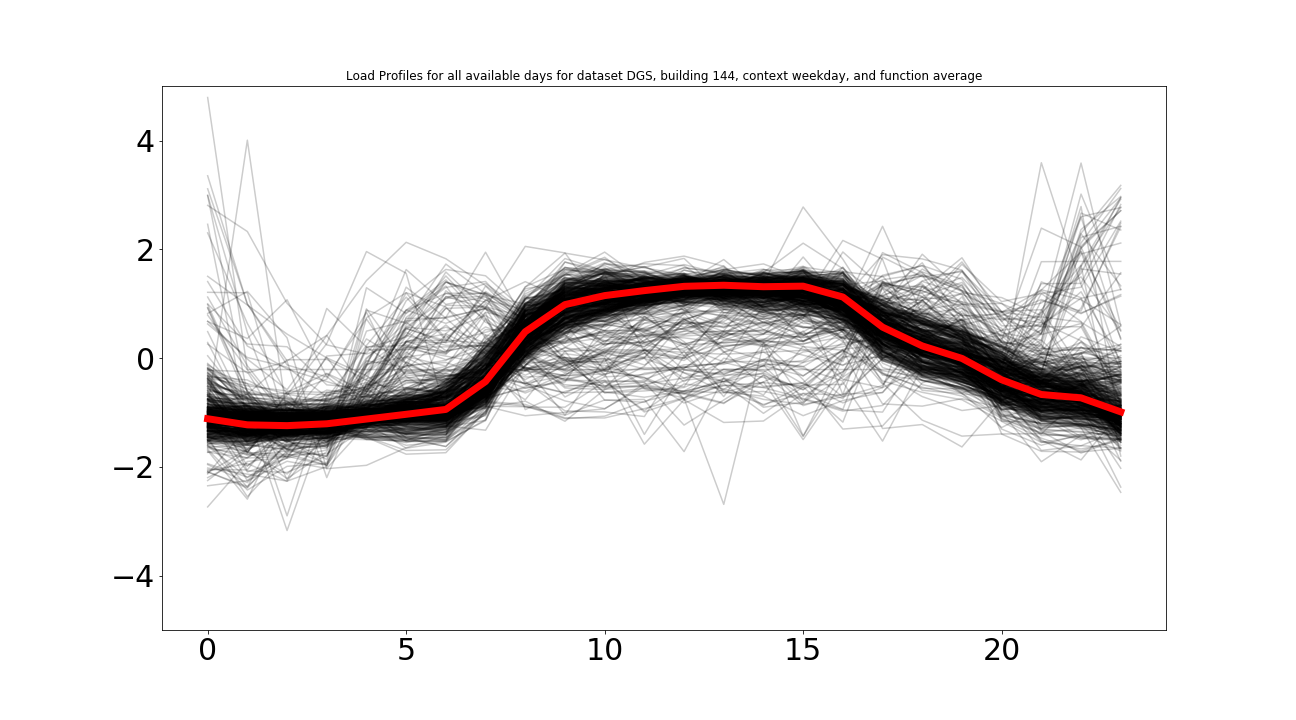 Load Profiles for all available days for dataset DGS, building 144, context weekday, and function average
4
2
0
−2
−4
0 5 10 15 20